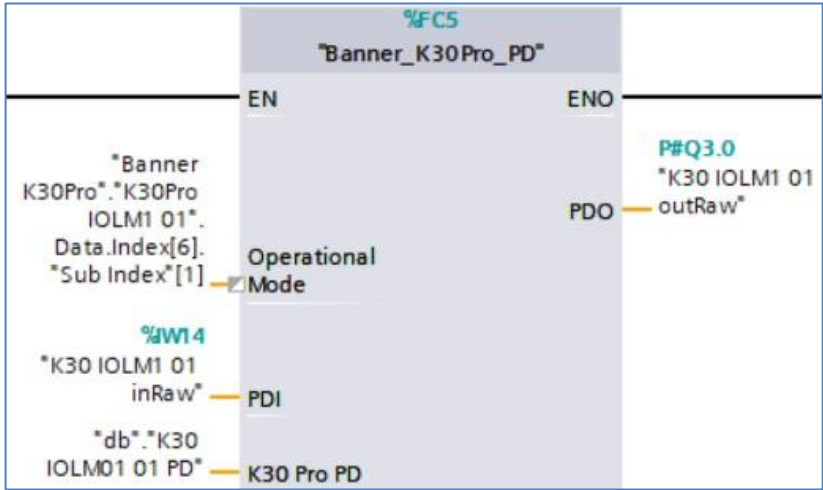 %FC5
"Banner_K30Pro_PD"
EN
ENO
"Banner
K30Pro"."K30Pro
IOLM1 01".
Data.Index[6].
"Sub Index"[1]
Operational
Mode
P#Q3.0
"K30 IOLM1 01
outRaw"
PDO
%IW14
"K30 IOLM1 01
inRaw"
PDI
"db"."K30
IOLM01 01 PD"
K30 Pro PD